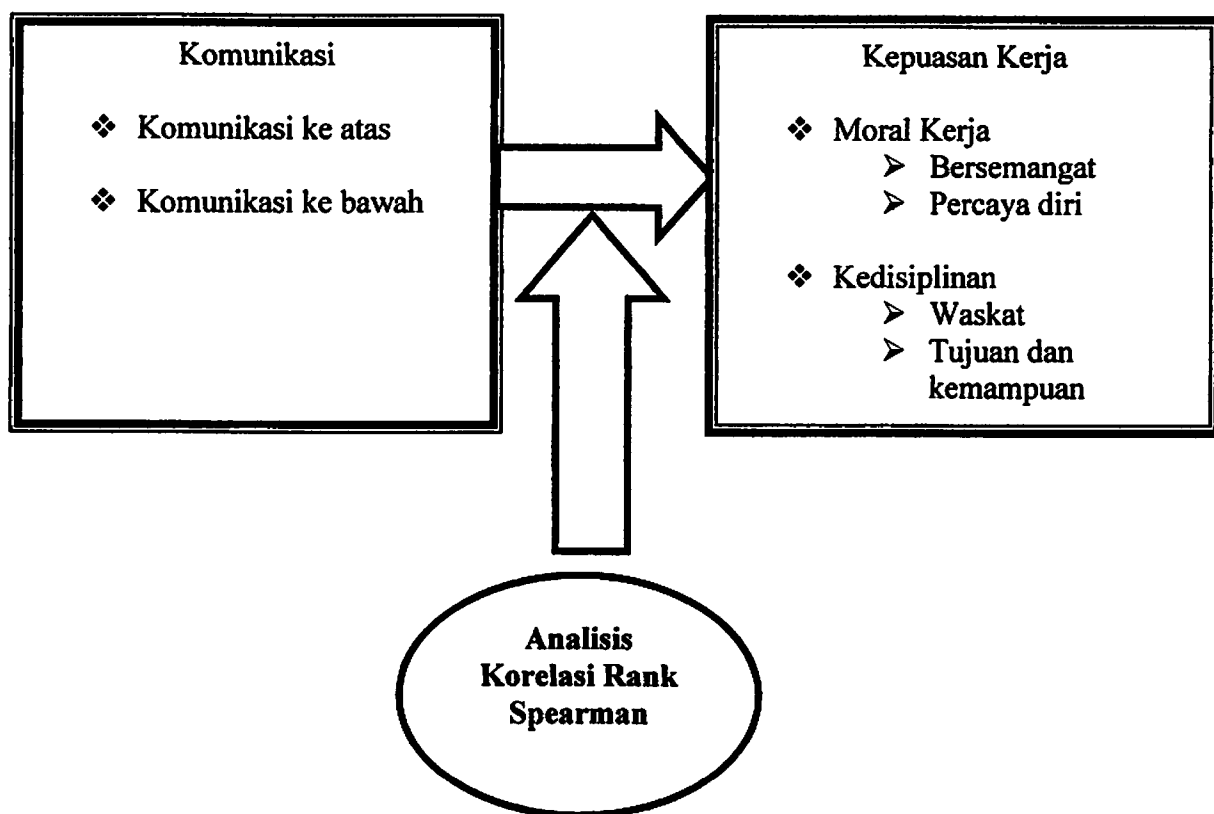 Komunikasi
❖ Komunikasi ke atas
❖ Komunikasi ke bawah
Kepuasan Kerja
❖ Moral Kerja
➢ Bersemangat
➢ Percaya diri
❖ Kedisiplinan
➢ Waskat
➢ Tujuan dan
kemampuan
Analisis
Korelasi Rank
Spearman